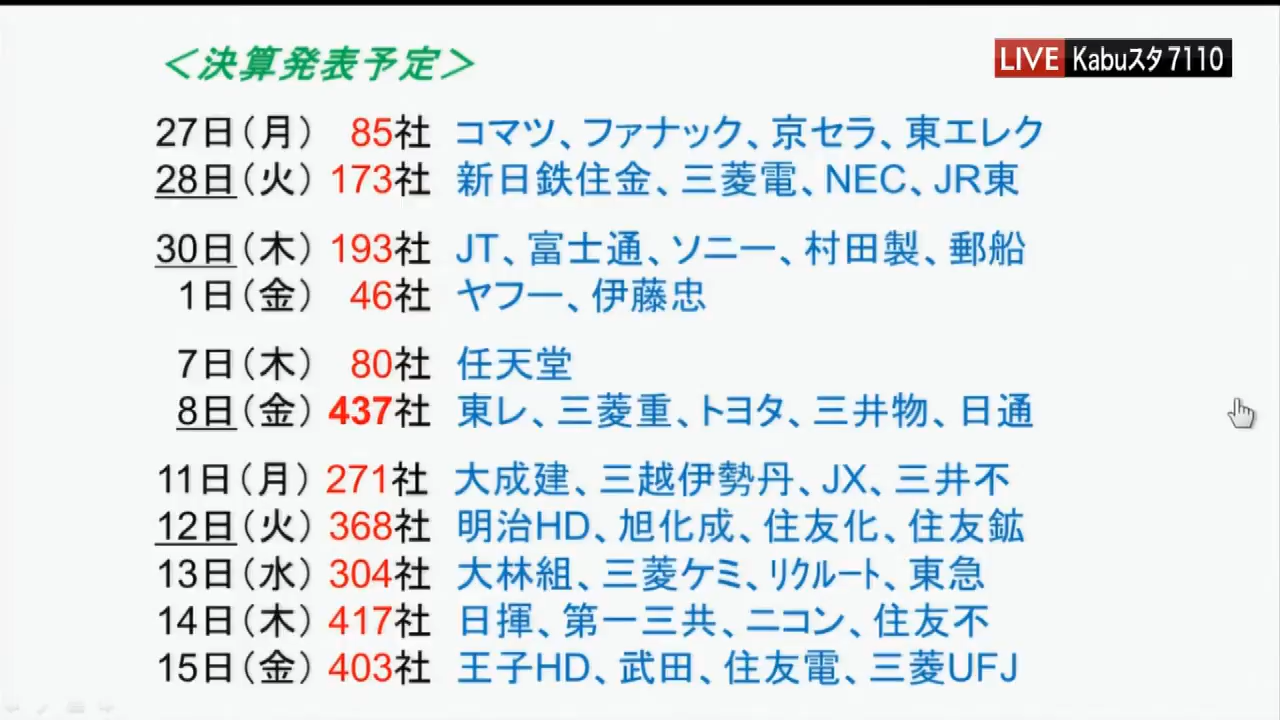 ＜決算発表予定＞
LIVE Kabuスタ 7110
27日（月） 85社 コマツ、ファナック、京セラ、東エレク
28日（火） 173社 新日鉄住金、三菱電、NEC、JR東
30日（木） 193社 JT、富士通、ソニー、村田製、郵船
1日（金） 46社 ヤフー、伊藤忠
7日（木） 80社 任天堂
8日（金） 437社 東レ、三菱重、トヨタ、三井物、日通
11日（月） 271社 大成建、三越伊勢丹、JX、三井不
12日（火） 368社 明治HD、旭化成、住友化、住友鉱
13日（水） 304社 大林組、三菱ケミ、ﾘｸﾙｰﾄ、東急
14日（木） 417社 日揮、第一三共、ニコン、住友不
15日（金） 403社 王子HD、武田、住友電、三菱UFJ